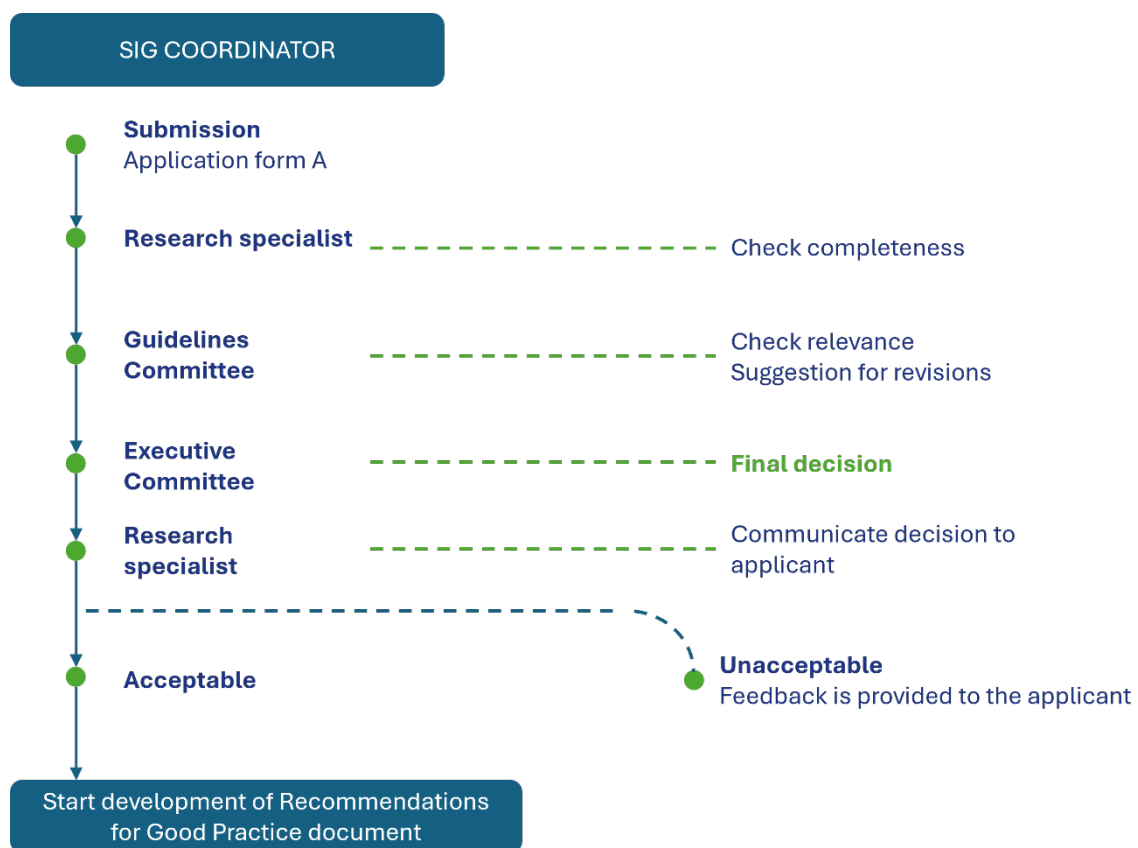 SIG COORDINATOR
Submission
Application form A
Research specialist
Check completeness
Guidelines
Committee
Check relevance
Suggestion for revisions
Executive
Committee
Final decision
Research
specialist
Communicate decision to
applicant
Acceptable
Unacceptable
Feedback is provided to the applicant
Start development of Recommendations
for Good Practice document